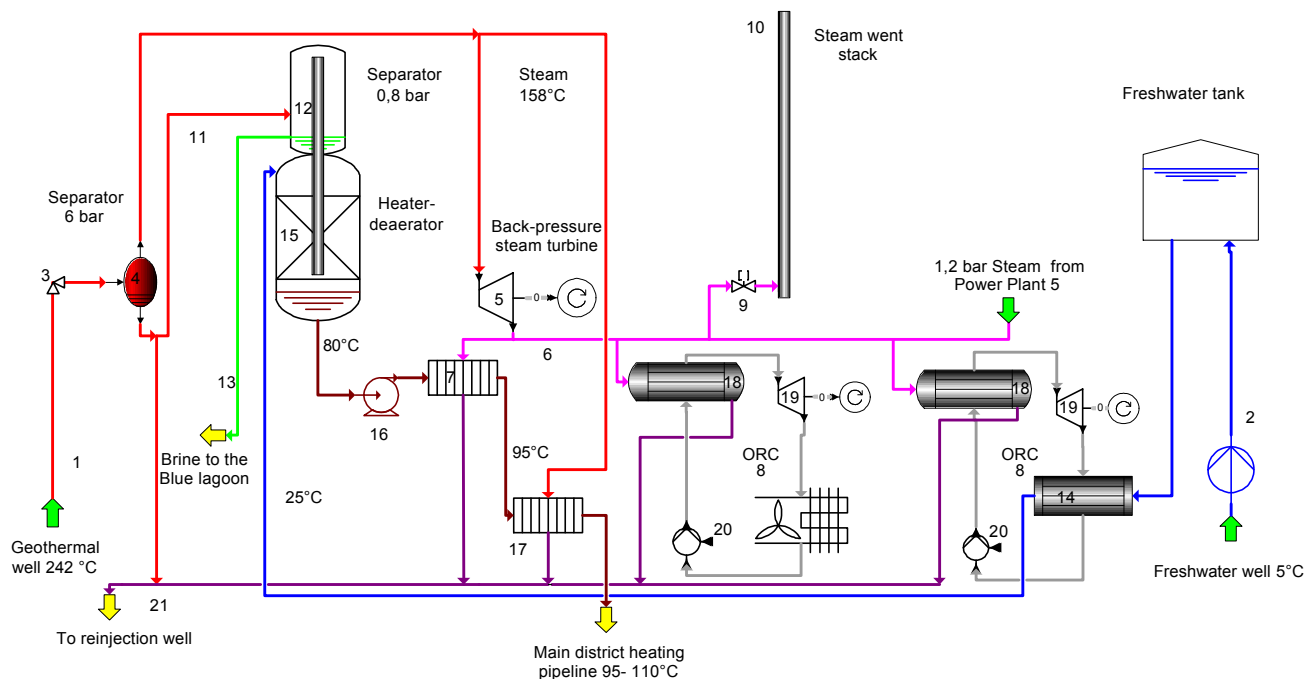 10
Steam went
stack
Separator
0,8 bar
Steam
158°C
Freshwater tank
12
11
Separator
6 bar
Heater-
deaerator
Back-pressure
steam turbine
15
3
4
5
0
9
1,2 bar Steam from
Power Plant 5
80°C
6
13
7
18
18
19
0
19
0
2
16
95°C
ORC
8
ORC
8
14
Brine to the
Blue lagoon
1
25°C
20
20
17
Geothermal
well 242 °C
Freshwater well 5°C
21
To reinjection well
Main district heating
pipeline 95- 110°C